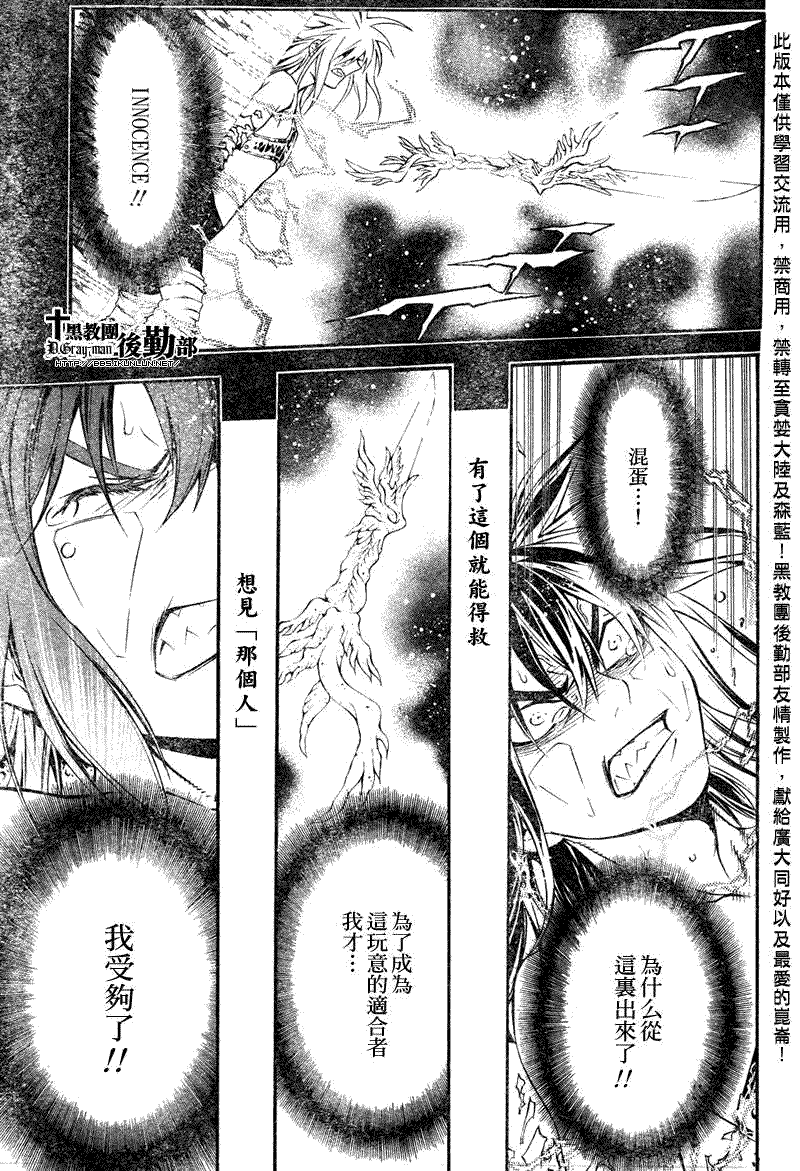 INNOCENCE!!
黑教團
D.Gray-man 後勤部
HTTP://BBSIKUNLUN.NET/
混蛋…!
為什么從
這裏出來了!!
有了這個就能得救
為了成為
這玩意的適合者
我才…
想見「那個人」
我受夠了!!
此版本僅供學習交流用，禁商用，禁轉至貪婪大陸及森藍！黑教團後勤部友情製作，獻給廣大同好以及最愛的崑崙！